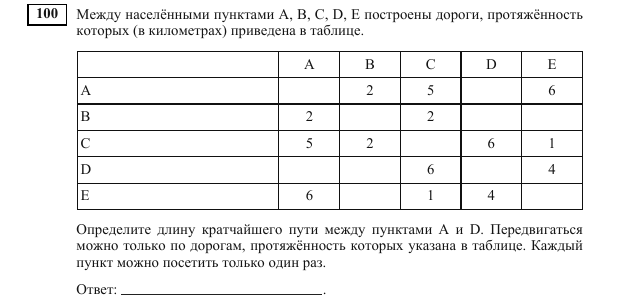 100 Между населёнными пунктами A, B, C, D, E построены дороги, протяжённость
которых (в километрах) приведена в таблице.
A B C D E
A 2 5 6
B 2 2
C 5 2 6 1
D 6 4
E 6 1 4
Определите длину кратчайшего пути между пунктами A и D. Передвигаться
можно только по дорогам, протяжённость которых указана в таблице. Каждый
пункт можно посетить только один раз.
Ответ: ____________________________.